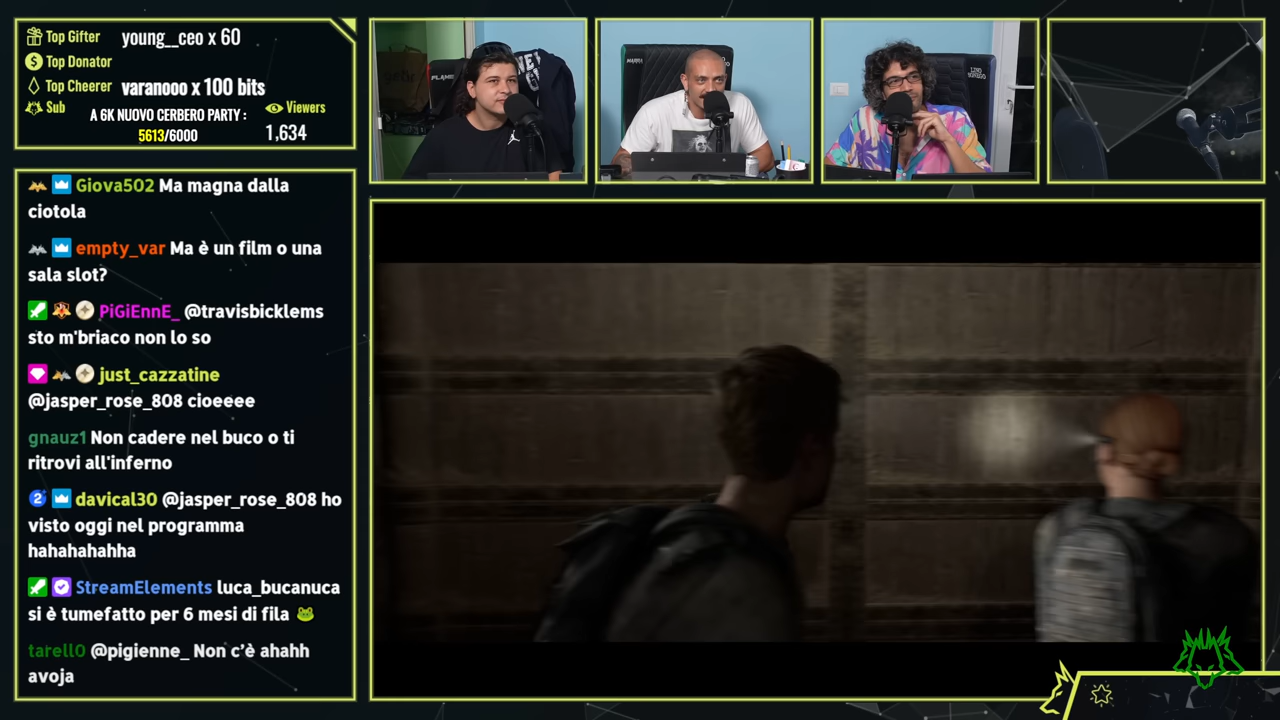 Top Gifter young__ceo x 60
Top Donator
Top Cheerer varanooo x 100 bits
Sub A 6K NUOVO CERBERO PARTY : Viewers
5613/6000 1,634
Giova502 Ma magna dalla
ciotola
empty_var Ma è un film o una
sala slot?
PiGiEnnE_ @travisbicklems
sto m'briaco non lo so
just_cazzatine
@jasper_rose_808 cioeeee
gnauz1 Non cadere nel buco o ti
ritrovi all'inferno
2 davical30 @jasper_rose_808 ho
visto oggi nel programma
hahahahahha
StreamElements luca_bucanuca
si è tumefatto per 6 mesi di fila
tarell0 @pigienne_ Non c'è ahahh
avoja